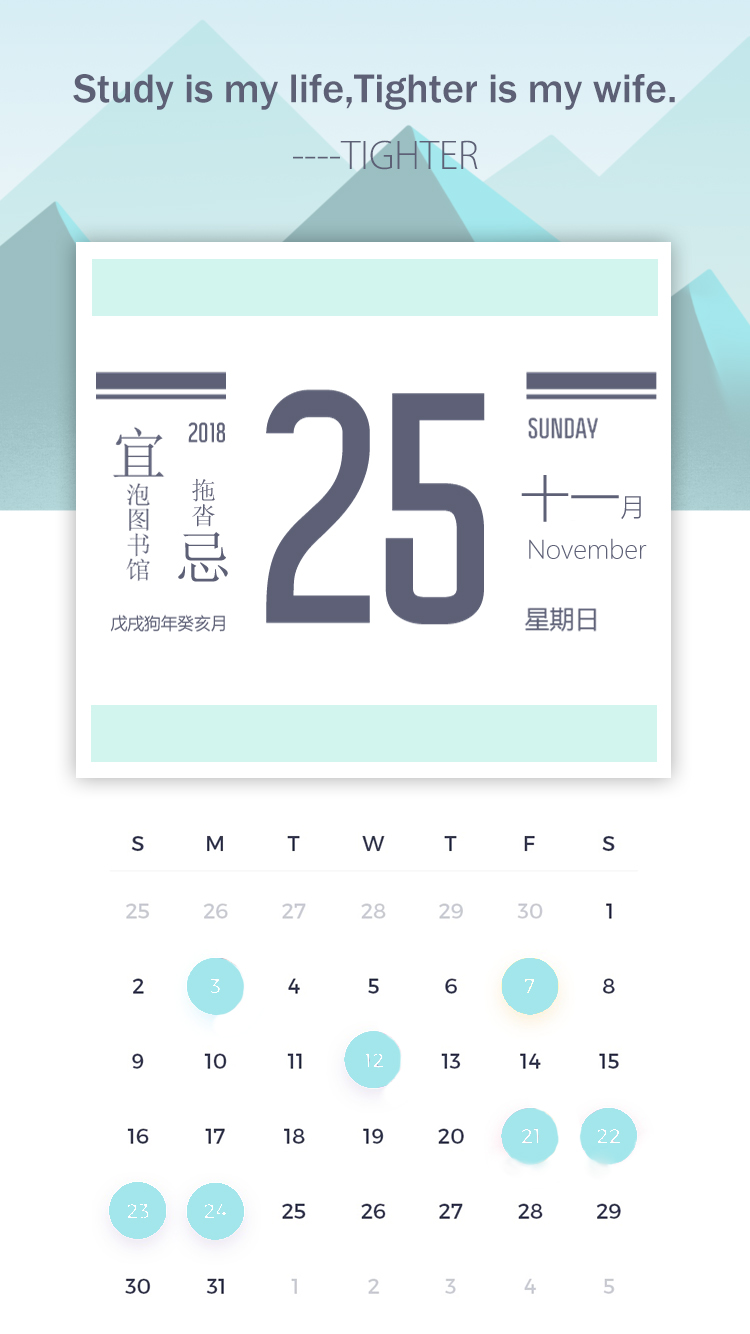 Study is my life,Tighter is my wife.
----TIGHTER
宜
泡图书馆
2018
拖沓
忌
戊戌狗年癸亥月
25
SUNDAY
十一月
November
星期日
S M T W T F S
25 26 27 28 29 30 1
2 3 4 5 6 7 8
9 10 11 12 13 14 15
16 17 18 19 20 21 22
23 24 25 26 27 28 29
30 31 1 2 3 4 5